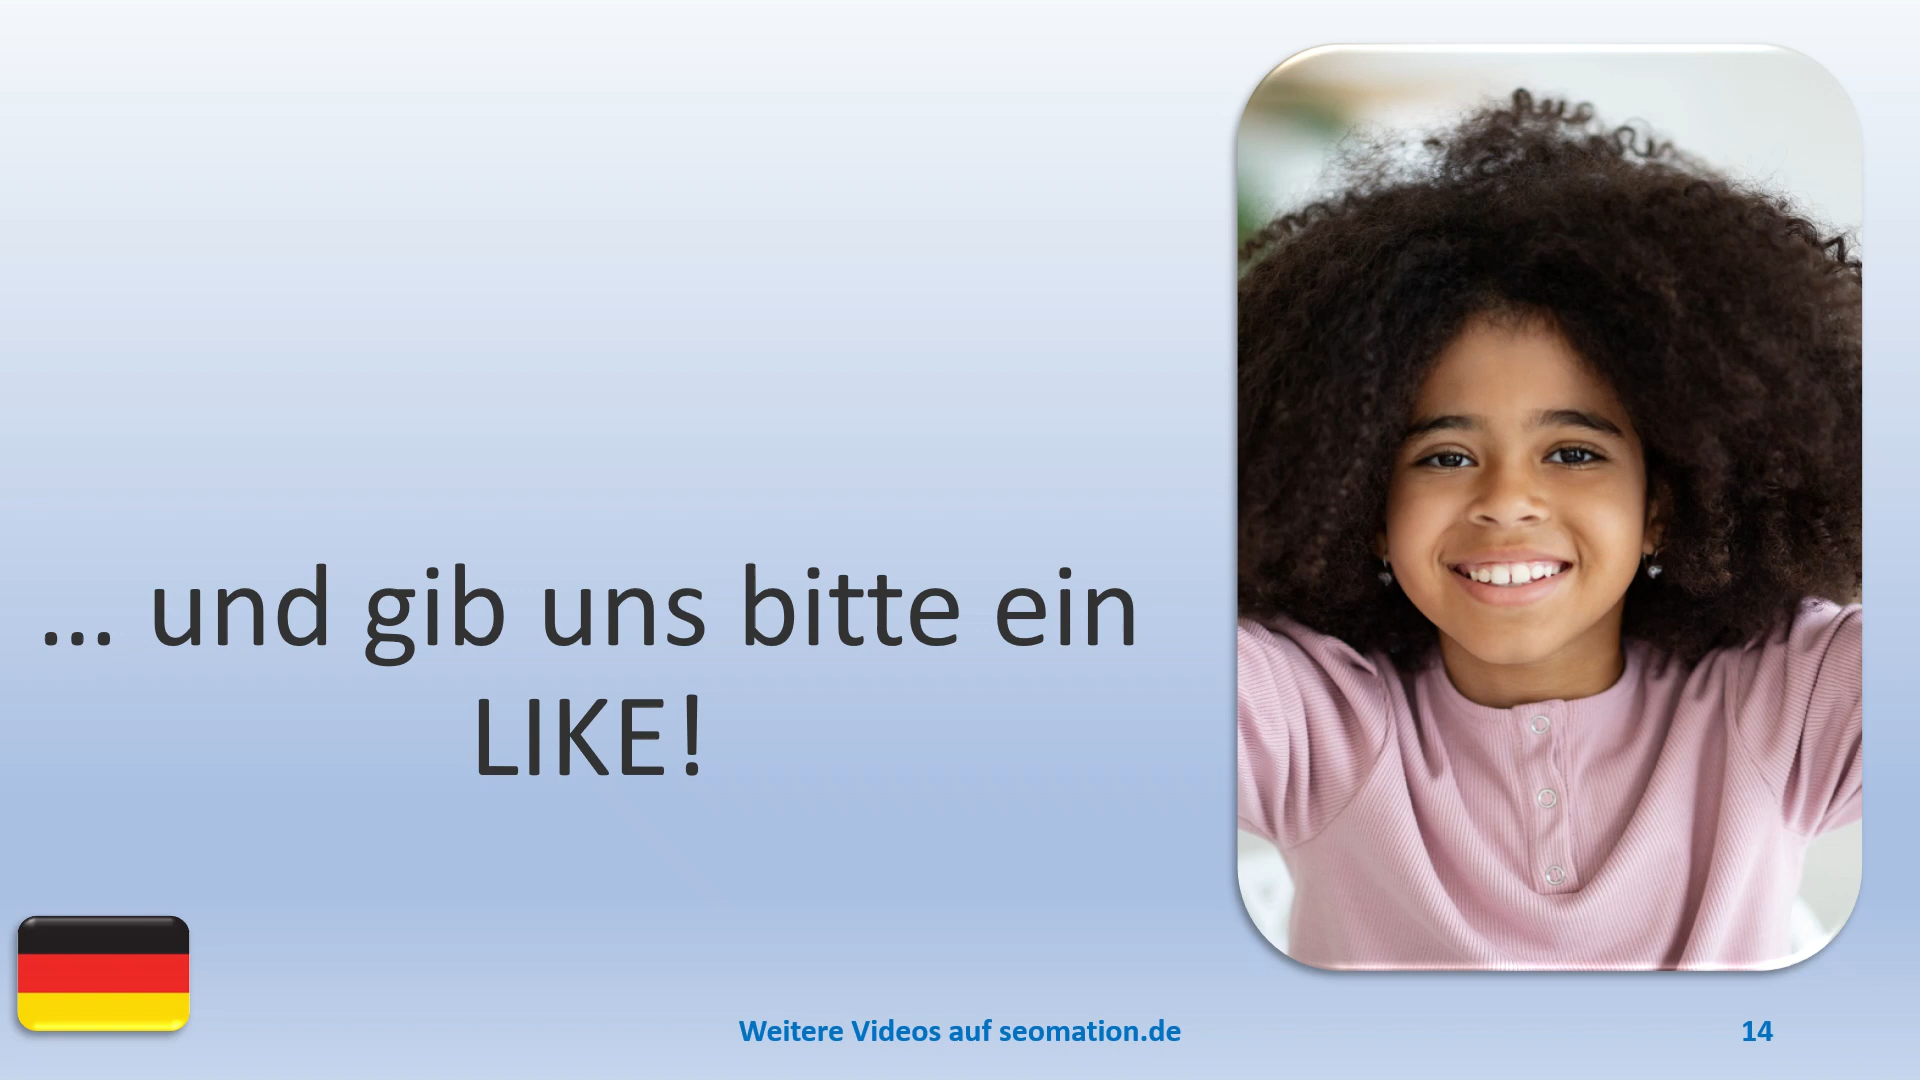 ... und gib uns bitte ein
LIKE!
Weitere Videos auf seomation.de
14